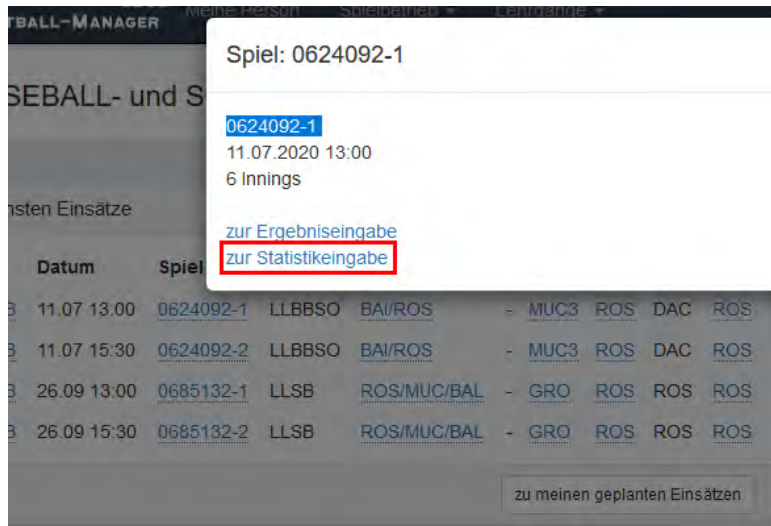 TBALL-MANAGER Meine Person Spielbetrieb Lehrgänge
Spiel: 0624092-1
SEBALL- und S
0624092-1
11.07.2020 13:00
6 Innings
nsten Einsätze
zur Ergebniseingabe
zur Statistikeingabe
Datum Spiel
B 11.07 13:00 0624092-1 LLBBSO BAI/ROS - MUC3 ROS DAC ROS
B 11.07 15:30 0624092-2 LLBBSO BAI/ROS - MUC3 ROS DAC ROS
B 26.09 13:00 0685132-1 LLSB ROS/MUC/BAL - GRO ROS ROS ROS
B 26.09 15:30 0685132-2 LLSB ROS/MUC/BAL - GRO ROS ROS ROS
zu meinen geplanten Einsätzen